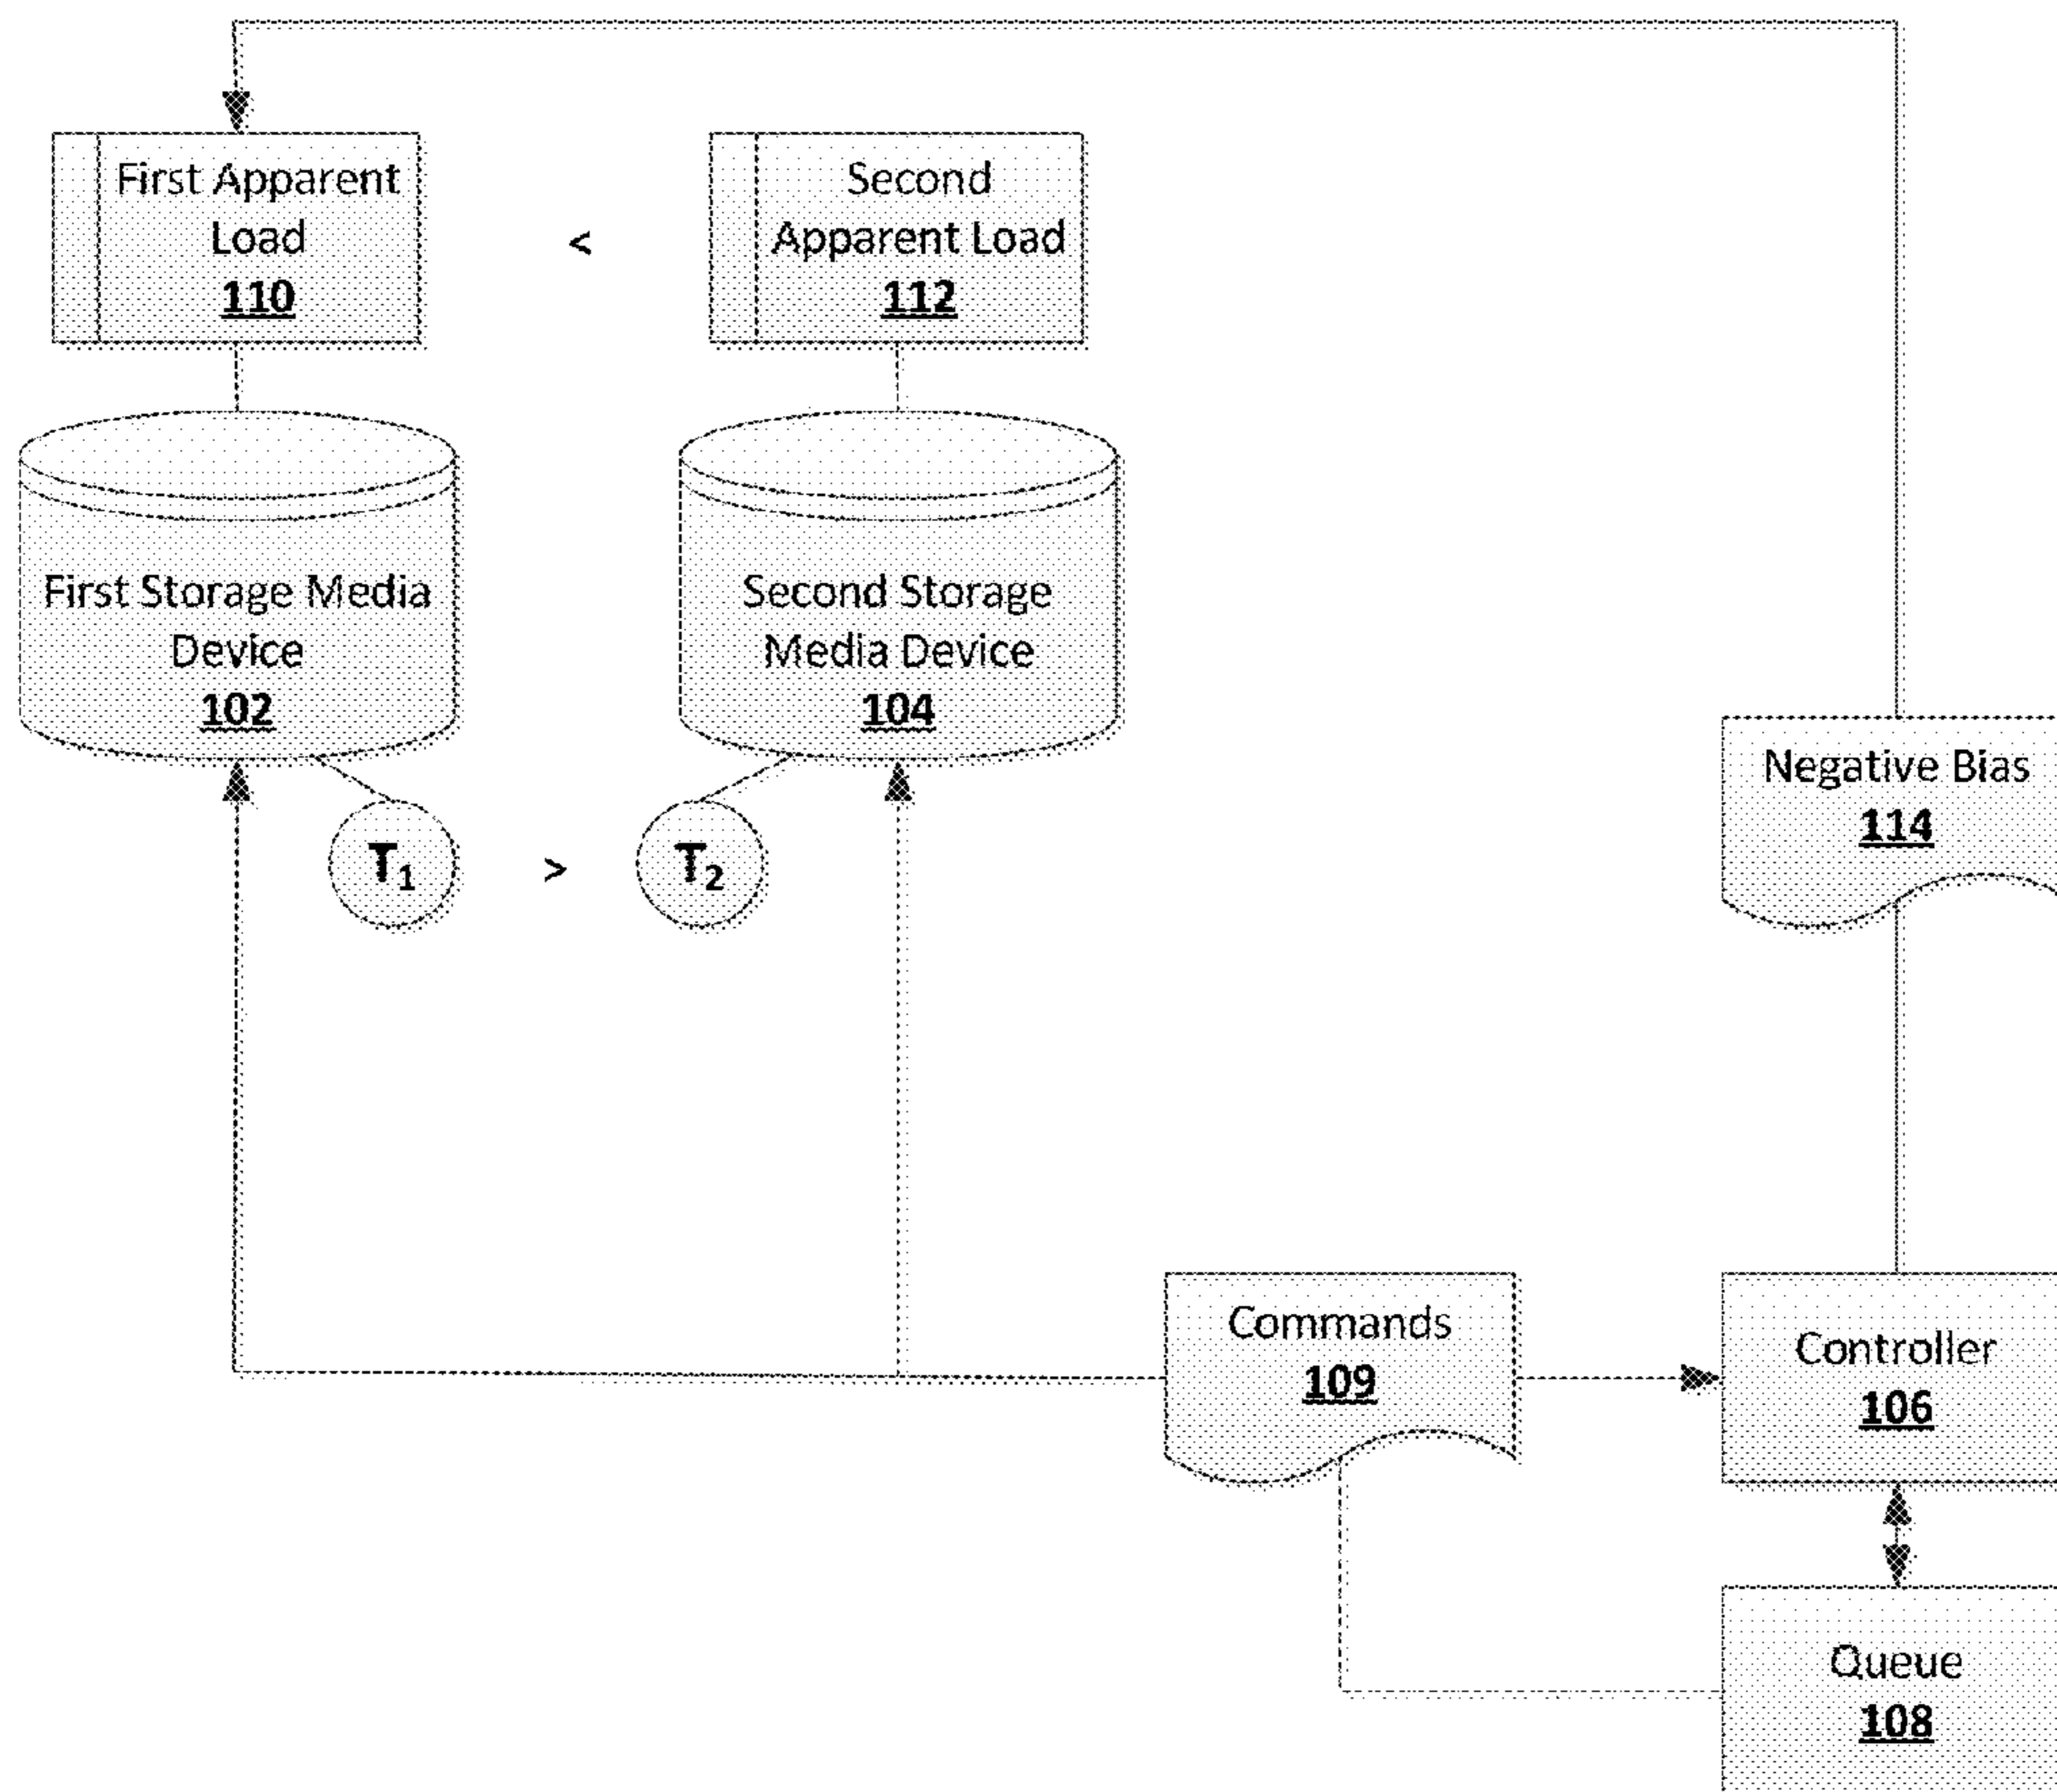 First Apparent
Load
110
<
Second
Apparent Load
112
First Storage Media
Device
102
Second Storage
Media Device
104
Negative Bias
114
T₁
>
T₂
Commands
109
Controller
106
Queue
108